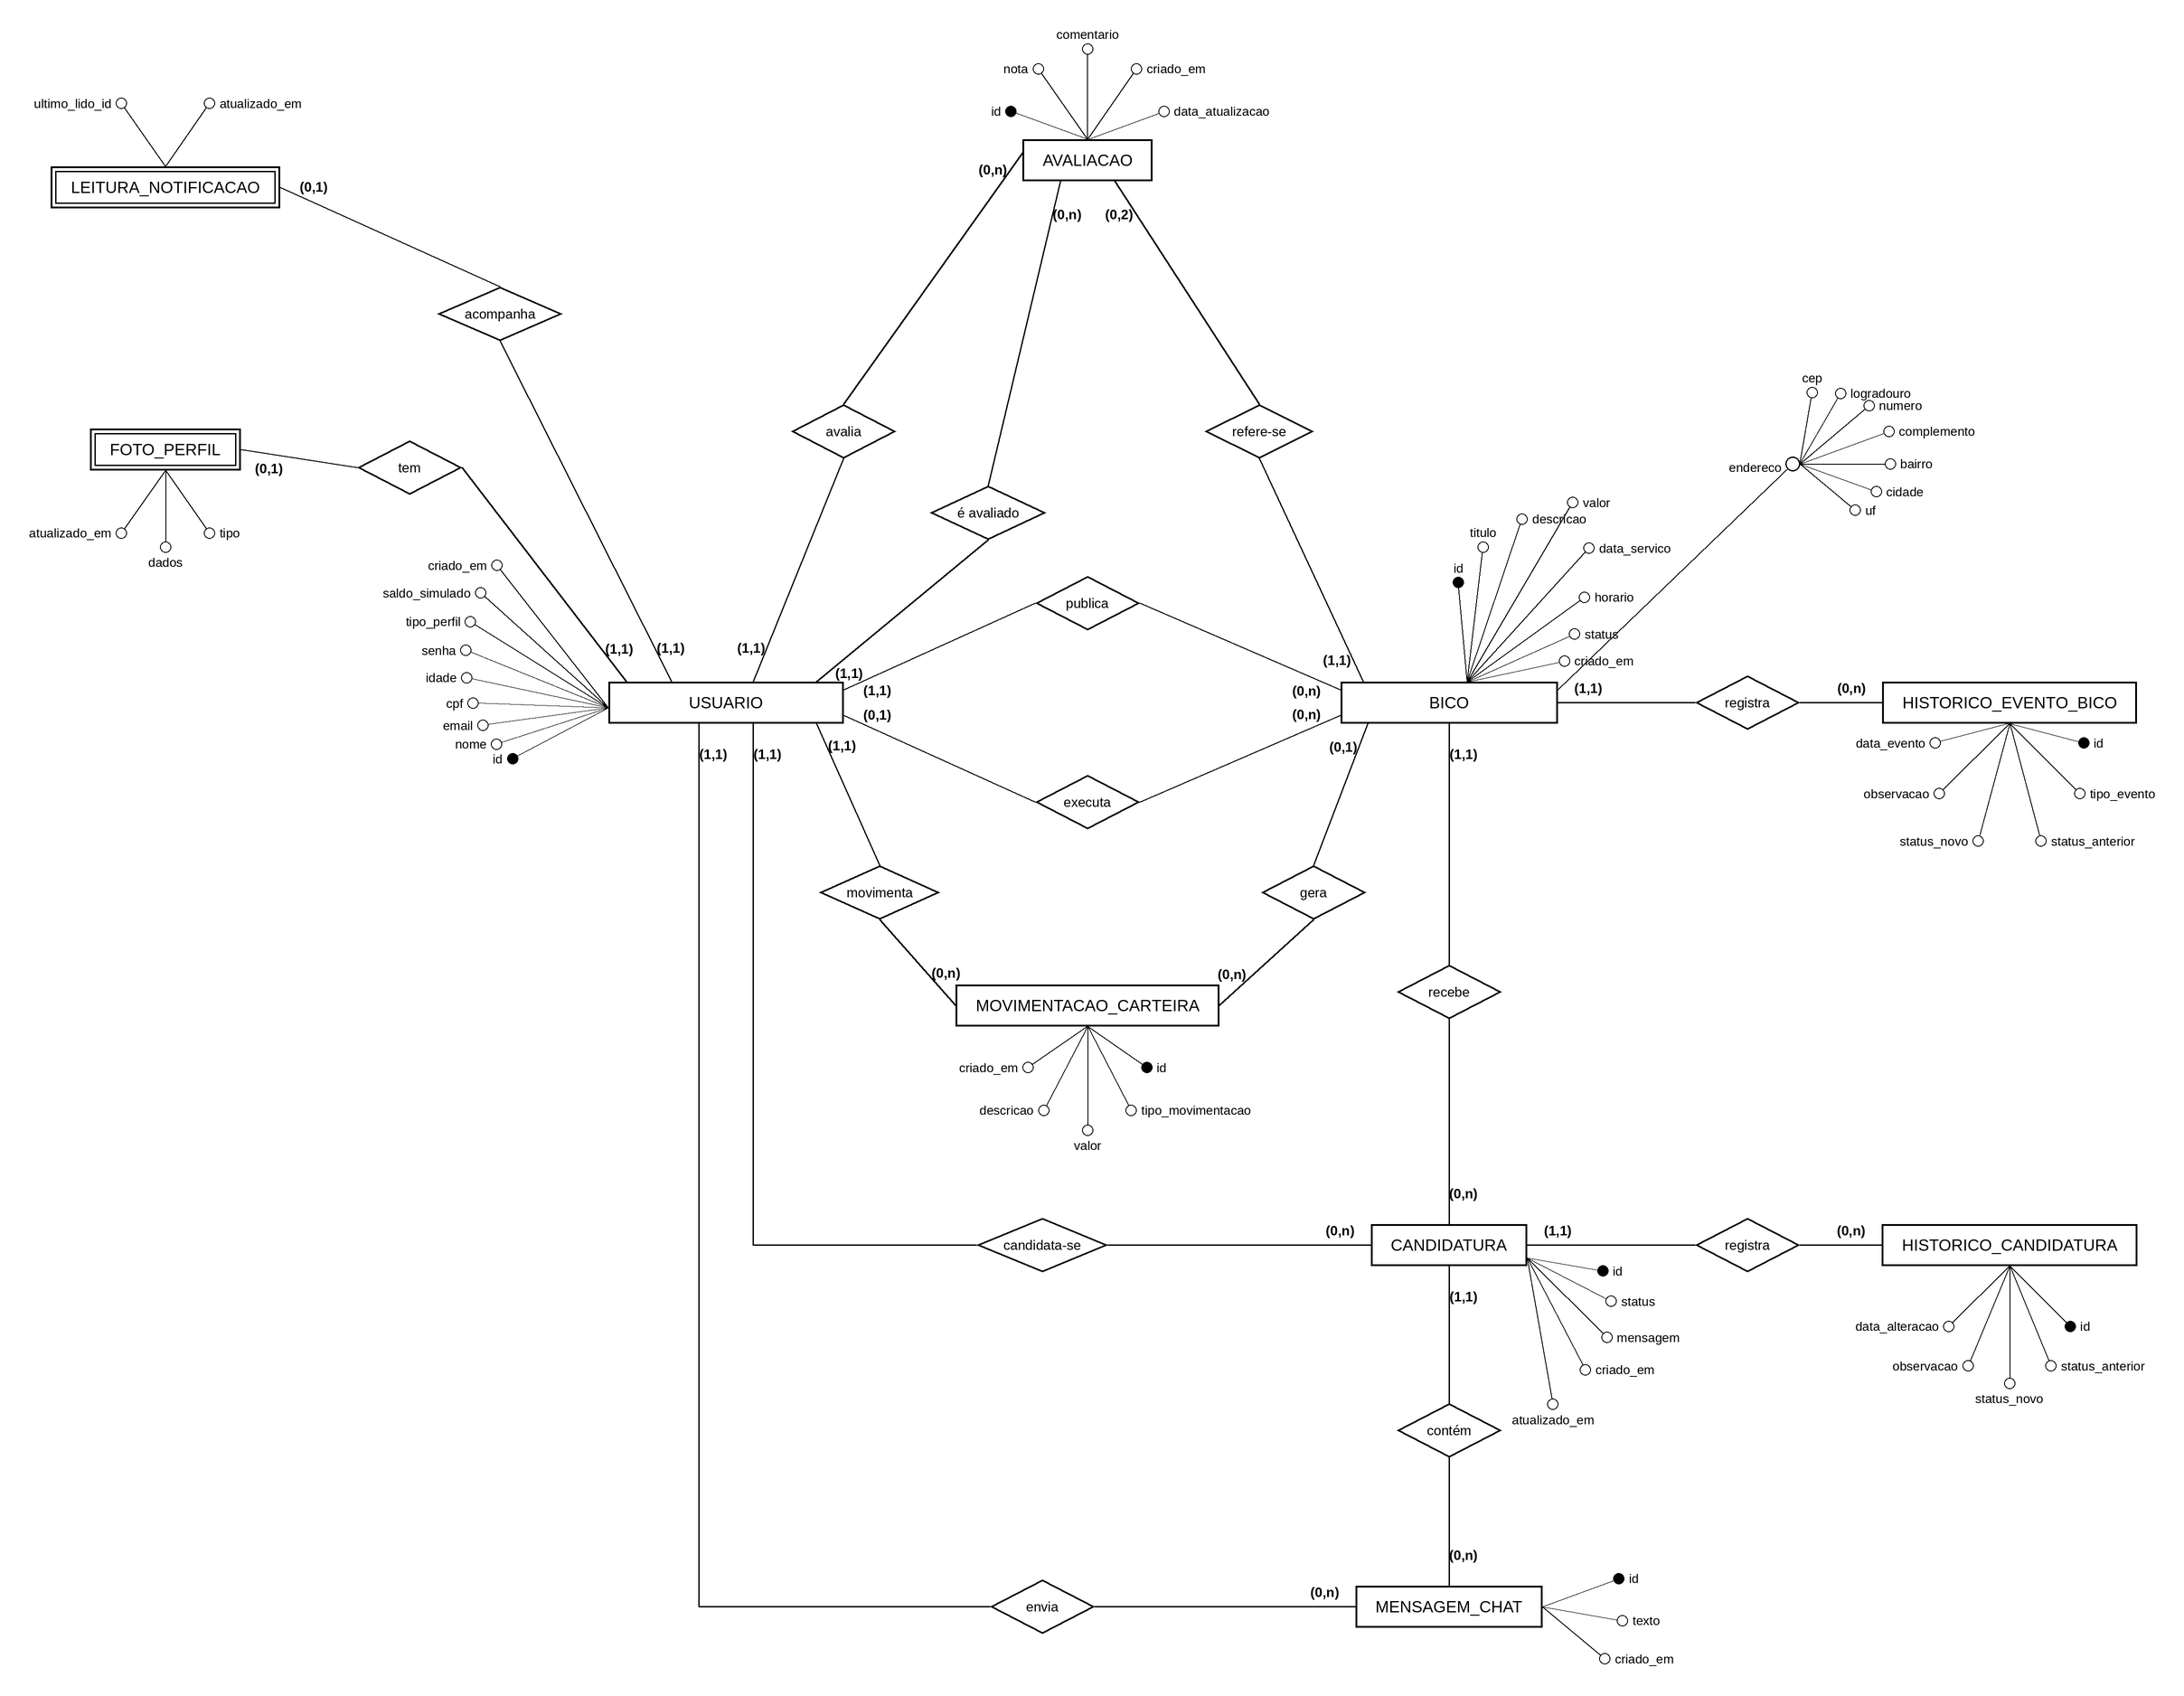 comentario
nota
criado_em
ultimo_lido_id
atualizado_em
id
data_atualizacao
AVALIACAO
(0,n)
LEITURA_NOTIFICACAO
(0,1)
(0,n)
(0,2)
acompanha
cep
logradouro
numero
avalia
refere-se
complemento
FOTO_PERFIL
(0,1)
tem
endereco
bairro
cidade
valor
uf
é avaliado
descricao
atualizado_em
tipo
titulo
data_servico
dados
criado_em
id
saldo_simulado
publica
horario
tipo_perfil
status
senha
(1,1)
(1,1)
(1,1)
(1,1)
criado_em
idade
(1,1)
(1,1)
(0,n)
(1,1)
(0,n)
cpf
USUARIO
BICO
registra
HISTORICO_EVENTO_BICO
email
(0,1)
(0,n)
nome
id
(1,1)
(1,1)
(1,1)
(0,1)
(1,1)
data_evento
id
executa
observacao
tipo_evento
status_novo
status_anterior
movimenta
gera
(0,n)
(0,n)
recebe
MOVIMENTACAO_CARTEIRA
criado_em
id
descricao
tipo_movimentacao
valor
(0,n)
candidata-se
(0,n)
CANDIDATURA
(1,1)
registra
(0,n)
HISTORICO_CANDIDATURA
id
(1,1)
status
data_alteracao
id
mensagem
observacao
status_anterior
criado_em
status_novo
atualizado_em
contém
(0,n)
id
envia
(0,n)
MENSAGEM_CHAT
texto
criado_em